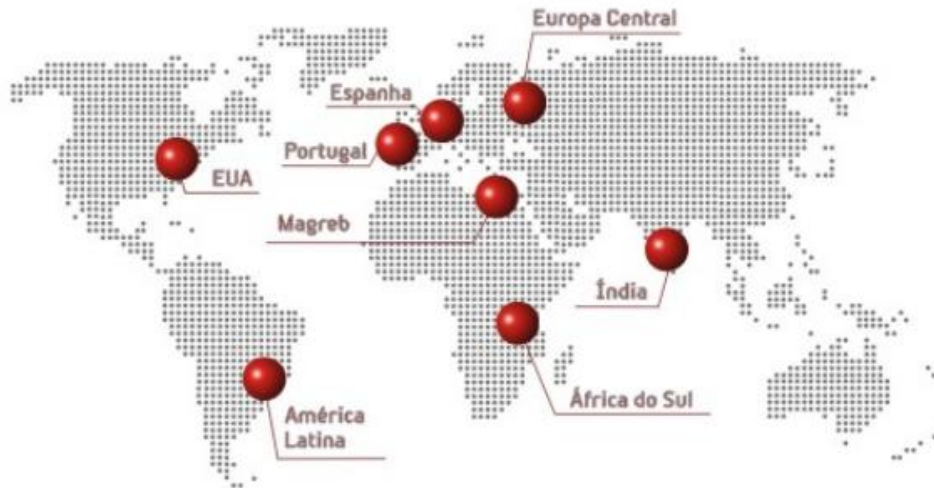 Europa Central
Espanha
Portugal
EUA
Magreb
Índia
África do Sul
América
Latina